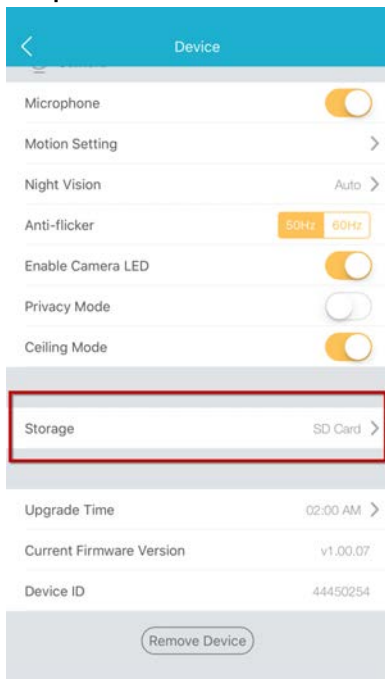 Device
Microphone
Motion Setting
Night Vision Auto
Anti-flicker 50Hz 60Hz
Enable Camera LED
Privacy Mode
Ceiling Mode
Storage SD Card
Upgrade Time 02:00 AM
Current Firmware Version v1.00.07
Device ID 44450254
Remove Device